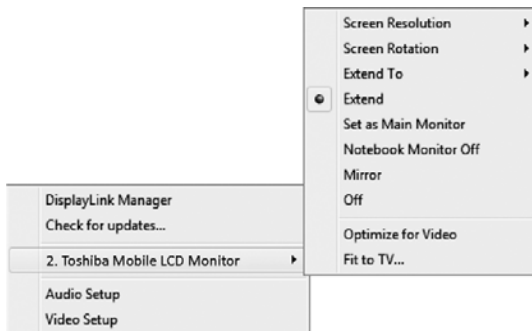 DisplayLink Manager
Check for updates...
2. Toshiba Mobile LCD Monitor
Audio Setup
Video Setup
Screen Resolution
Screen Rotation
Extend To
Extend
Set as Main Monitor
Notebook Monitor Off
Mirror
Off
Optimize for Video
Fit to TV...